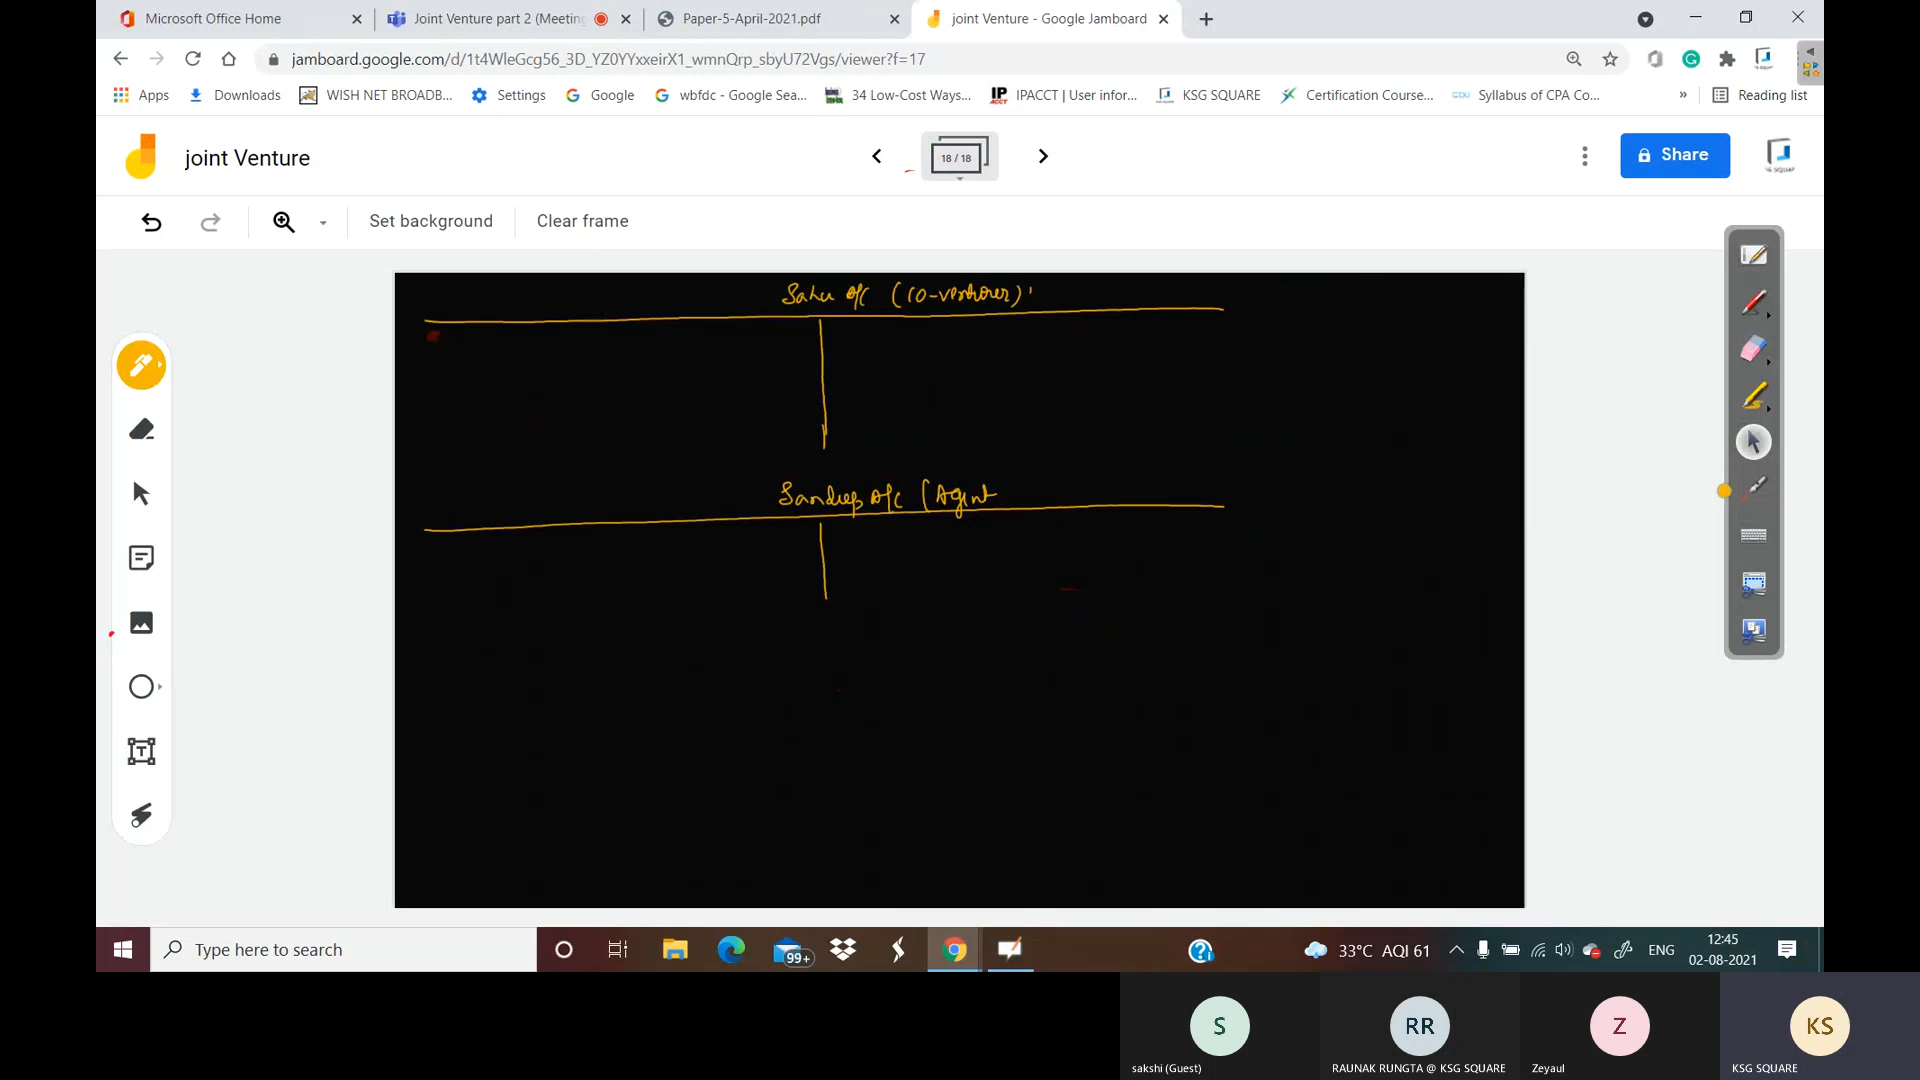 Microsoft Office Home
Joint Venture part 2 (Meeting
Paper-5-April-2021.pdf
joint Venture - Google Jamboard
jamboard.google.com/d/1t4WleGcg56_3D_YZ0YYxxeirX1_wmnQrp_sbyU72Vgs/viewer?f=17
Apps
Downloads
WISH NET BROADB...
Settings
Google
wbfdc - Google Sea...
34 Low-Cost Ways...
IP ACCT
IPACCT | User infor...
KSG SQUARE
Certification Course...
Syllabus of CPA Co...
»
Reading list
joint Venture
18 / 18
Share
Set background
Clear frame
Sahu A/c (Co-venturer)
Sandeep A/c (Agent
Type here to search
99+
33°C AQI 61
ENG
12:45
02-08-2021
S
RR
Z
KS
sakshi (Guest)
RAUNAK RUNGTA @ KSG SQUARE
Zeyaul
KSG SQUARE